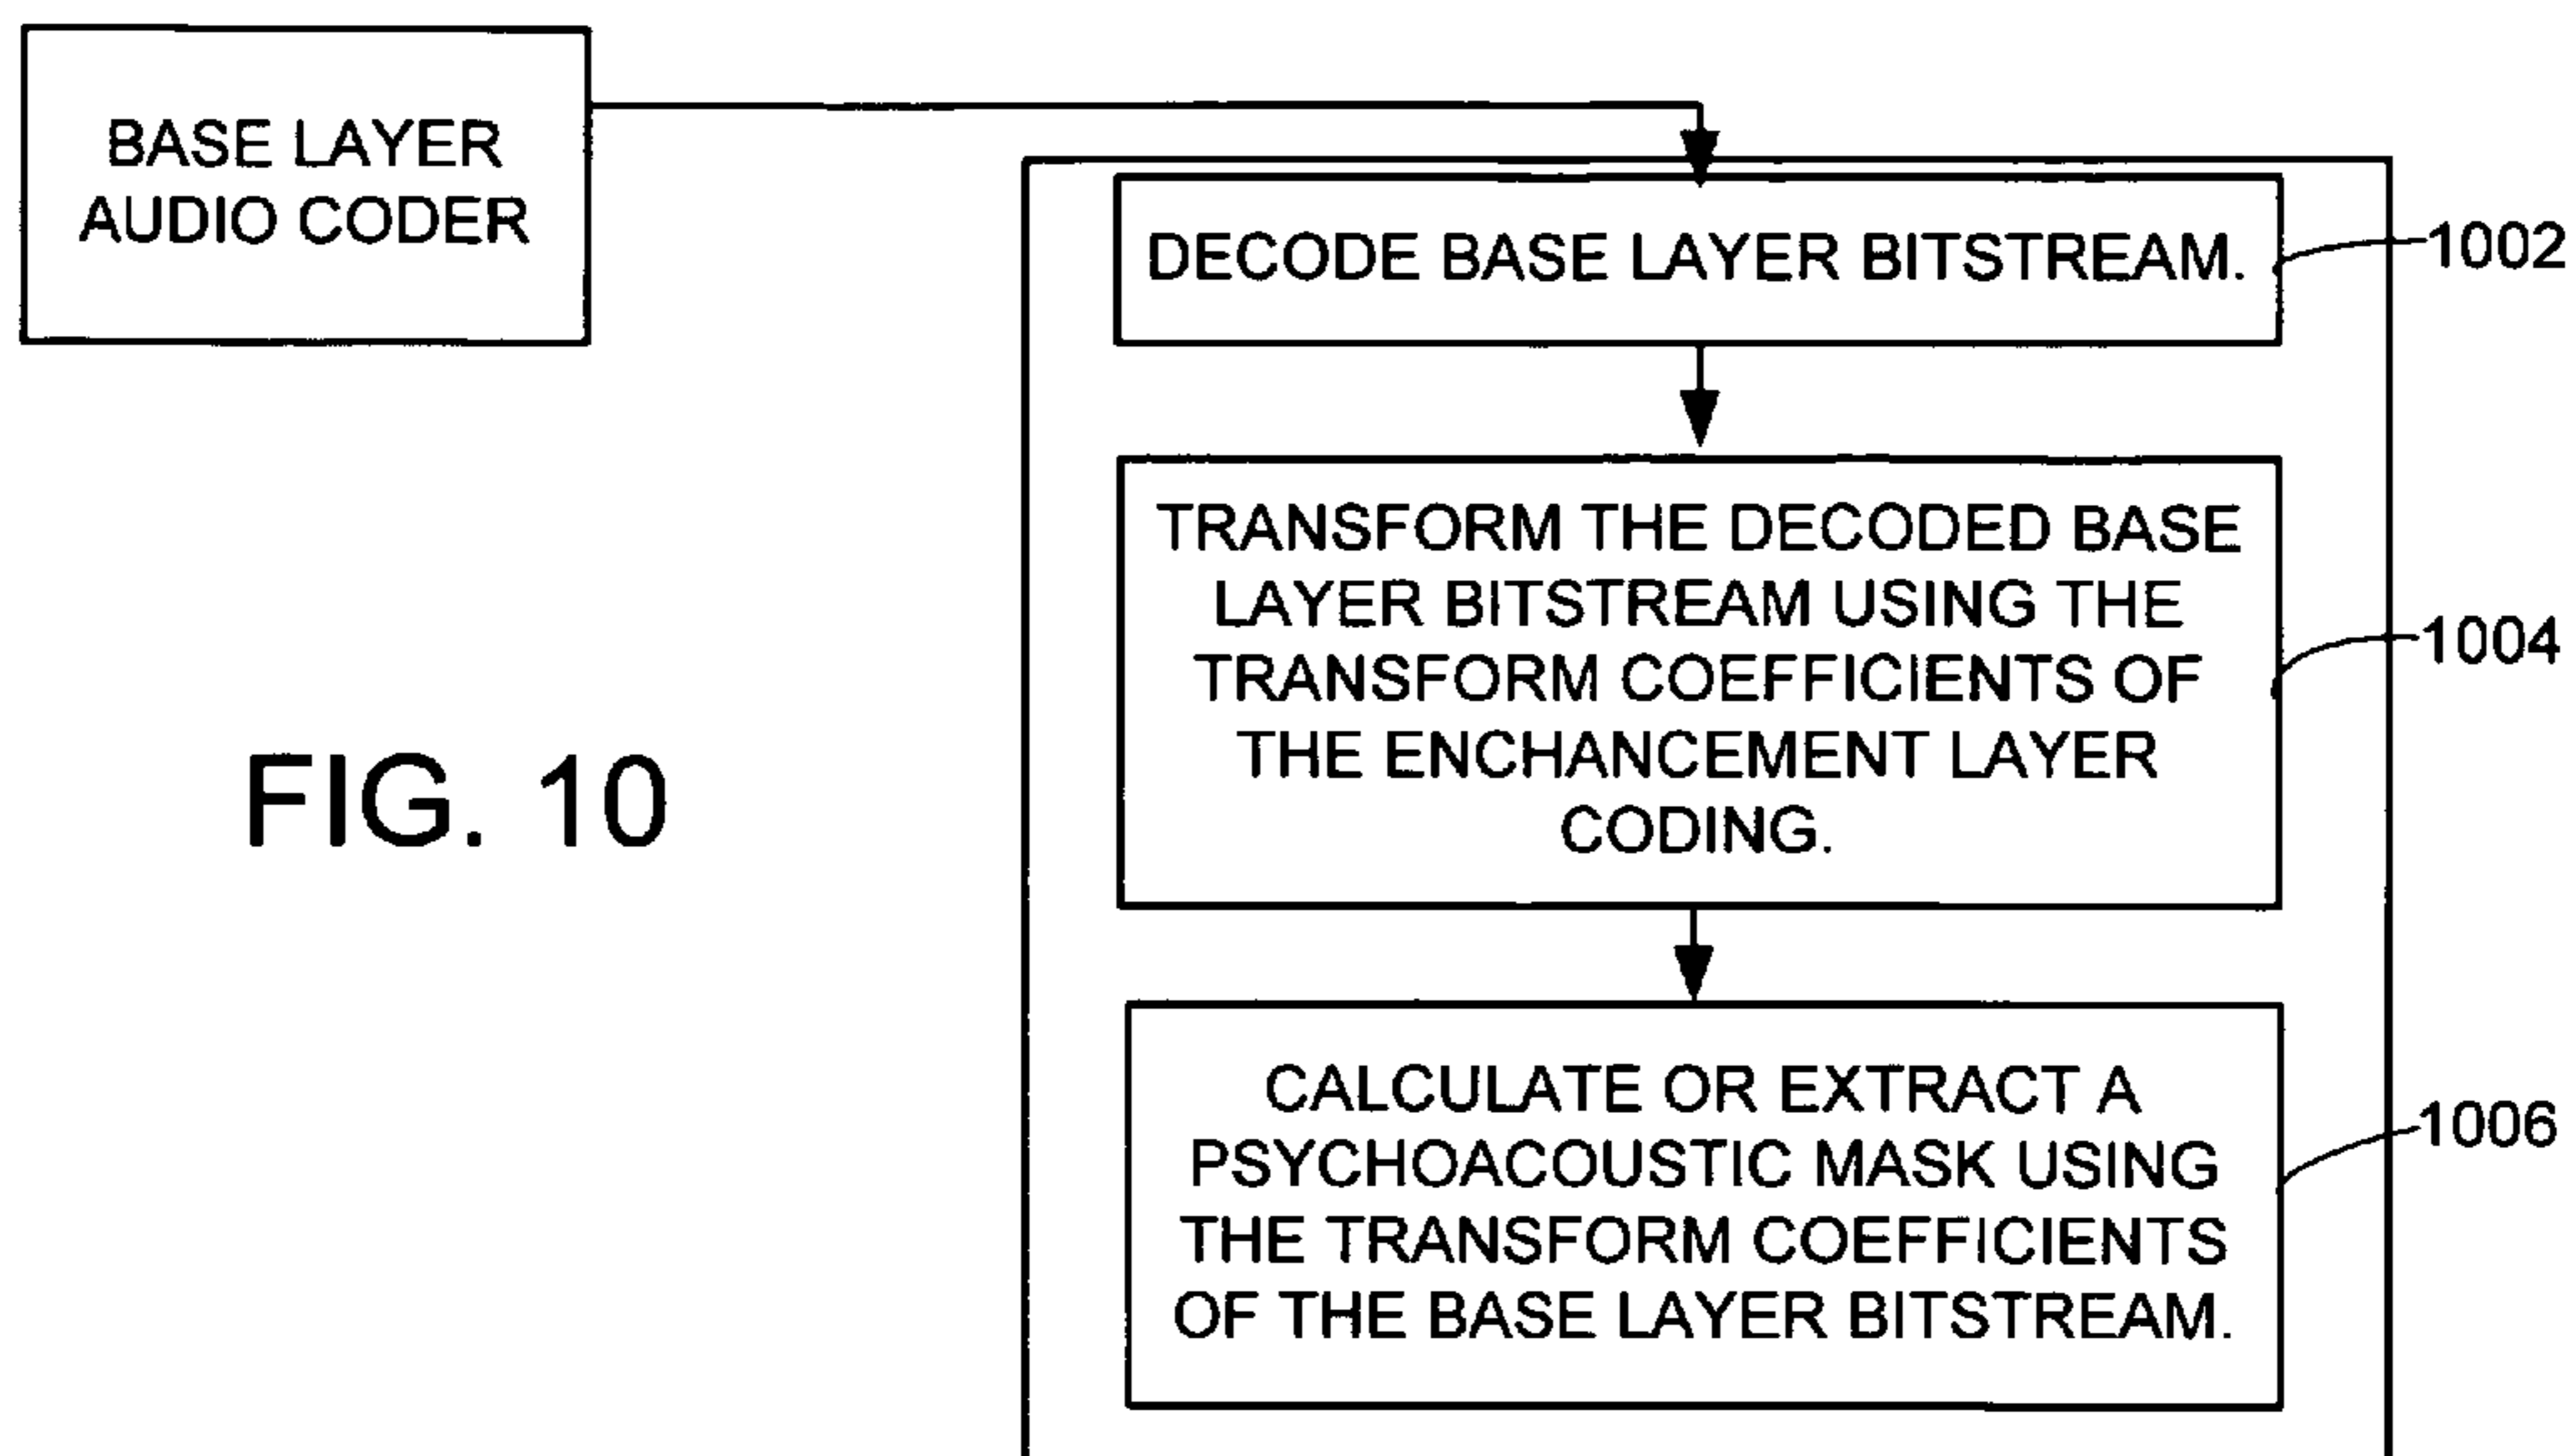 BASE LAYER
AUDIO CODER
DECODE BASE LAYER BITSTREAM.
1002
TRANSFORM THE DECODED BASE
LAYER BITSTREAM USING THE
TRANSFORM COEFFICIENTS OF
THE ENCHANCEMENT LAYER
CODING.
1004
FIG. 10
CALCULATE OR EXTRACT A
PSYCHOACOUSTIC MASK USING
THE TRANSFORM COEFFICIENTS
OF THE BASE LAYER BITSTREAM.
1006